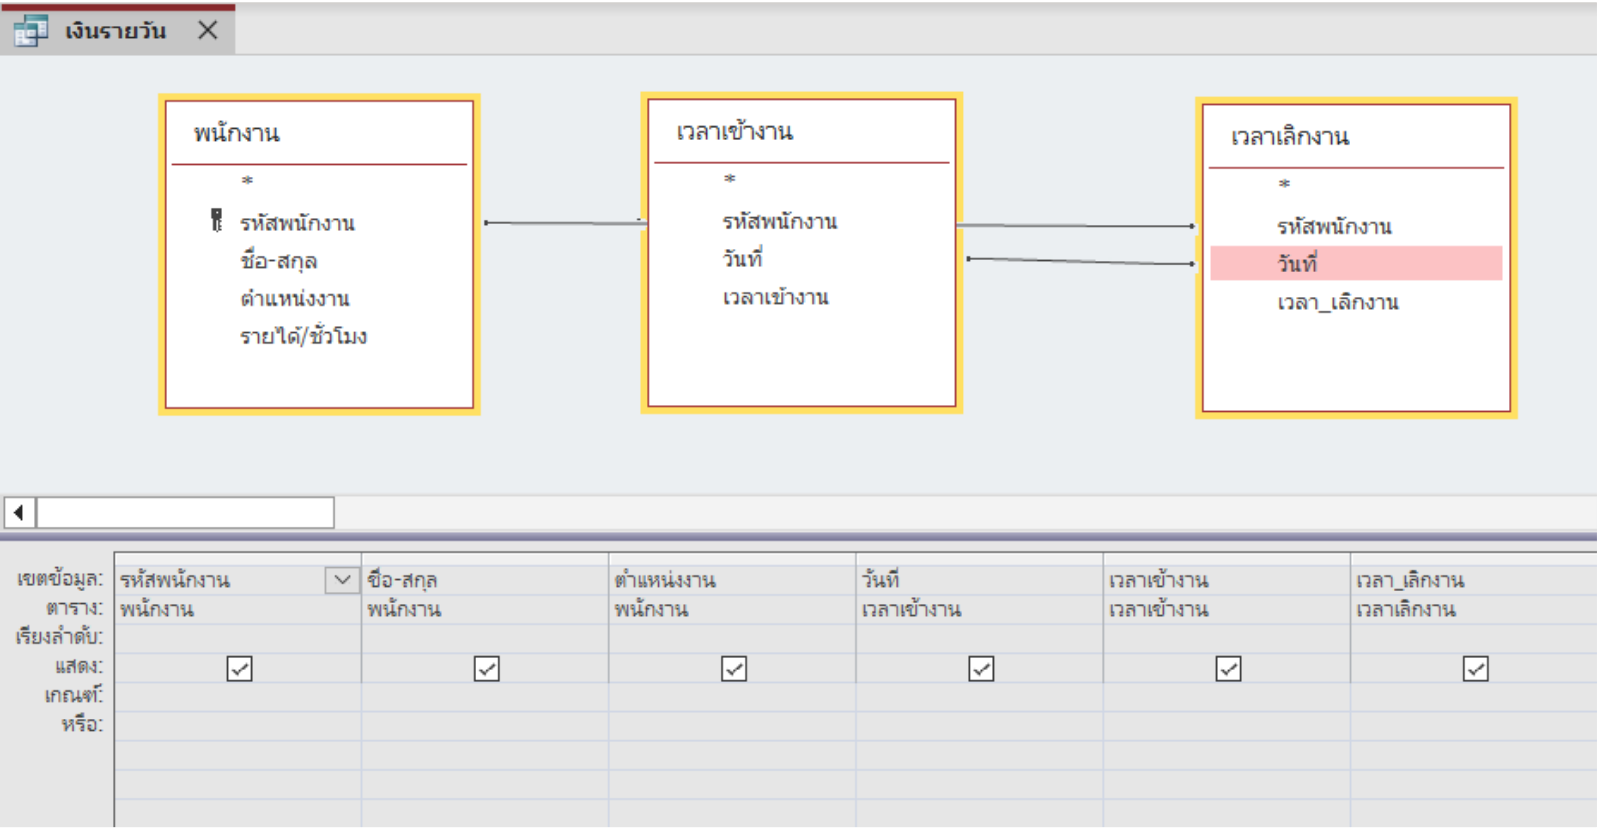 เงินรายวัน
พนักงาน
*
รหัสพนักงาน
ชื่อ-สกุล
ตำแหน่งงาน
รายได้/ชั่วโมง
เวลาเข้างาน
*
รหัสพนักงาน
วันที่
เวลาเข้างาน
เวลาเลิกงาน
*
รหัสพนักงาน
วันที่
เวลา_เลิกงาน
เขตข้อมูล: รหัสพนักงาน ชื่อ-สกุล ตำแหน่งงาน วันที่ เวลาเข้างาน เวลา_เลิกงาน
ตาราง: พนักงาน พนักงาน พนักงาน เวลาเข้างาน เวลาเข้างาน เวลาเลิกงาน
เรียงลำดับ:
แสดง:
เกณฑ์:
หรือ: